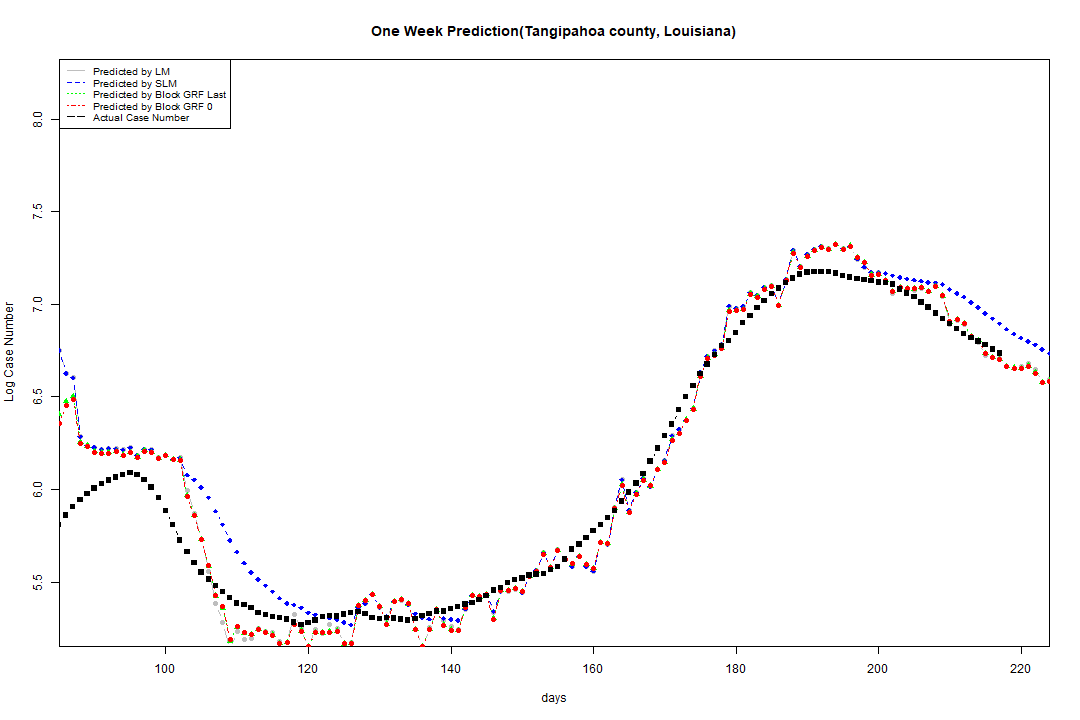 One Week Prediction(Tangipahoa county, Louisiana)
Predicted by LM
Predicted by SLM
Predicted by Block GRF Last
Predicted by Block GRF 0
Actual Case Number
Log Case Number
8.0
7.5
7.0
6.5
6.0
5.5
100 120 140 160 180 200 220
days